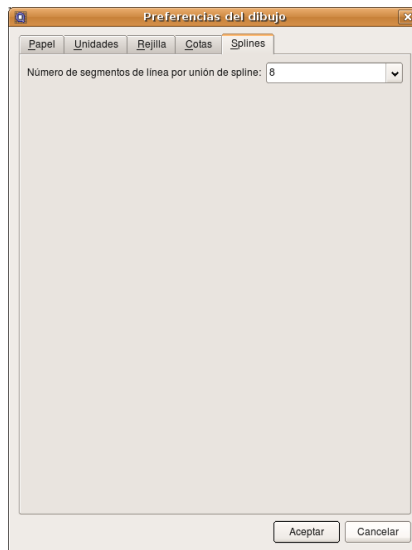 Preferencias del dibujo
Papel Unidades Rejilla Cotas Splines
Número de segmentos de línea por unión de spline: 8
Aceptar Cancelar